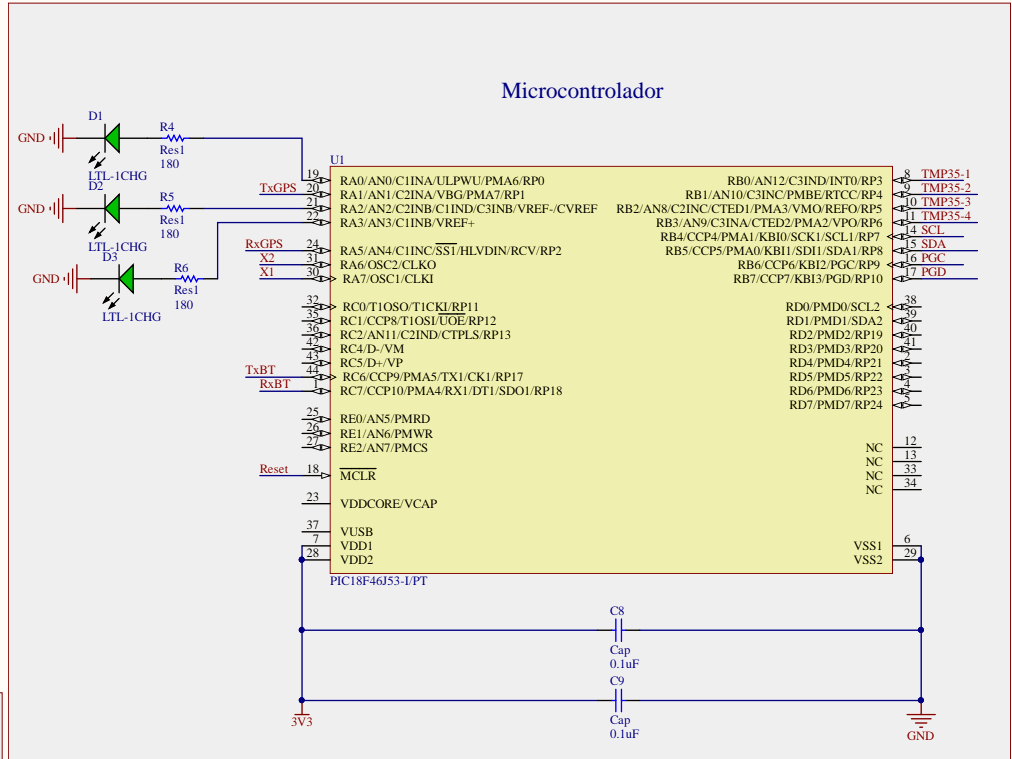 Microcontrolador
D1
GND
R4
Res1
180
LTL-1CHG
D2
GND
R5
Res1
180
LTL-1CHG
D3
GND
R6
Res1
180
LTL-1CHG
U1
19 RA0/AN0/C1INA/ULPWU/PMA6/RP0
TxGPS 20 RA1/AN1/C2INA/VBG/PMA7/RP1
21 RA2/AN2/C2INB/C1IND/C3INB/VREF-/CVREF
22 RA3/AN3/C1INB/VREF+
RxGPS 24 RA5/AN4/C1INC/SS1/HLVDIN/RCV/RP2
X2 31 RA6/OSC2/CLKO
X1 30 RA7/OSC1/CLKI
32 RC0/T1OSO/T1CKI/RP11
35 RC1/CCP8/T1OSI/UOE/RP12
36 RC2/AN11/C2IND/CTPLS/RP13
42 RC4/D-/VM
43 RC5/D+/VP
TxBT 44 RC6/CCP9/PMA5/TX1/CK1/RP17
RxBT 1 RC7/CCP10/PMA4/RX1/DT1/SDO1/RP18
25 RE0/AN5/PMRD
26 RE1/AN6/PMWR
27 RE2/AN7/PMCS
Reset 18 MCLR
23 VDDCORE/VCAP
37 VUSB
7 VDD1
28 VDD2
RB0/AN12/C3IND/INT0/RP3 8 TMP35-1
RB1/AN10/C3INC/PMBE/RTCC/RP4 9 TMP35-2
RB2/AN8/C2INC/CTED1/PMA3/VMO/REFO/RP5 10 TMP35-3
RB3/AN9/C3INA/CTED2/PMA2/VPO/RP6 11 TMP35-4
RB4/CCP4/PMA1/KBI0/SCK1/SCL1/RP7 14 SCL
RB5/CCP5/PMA0/KBI1/SDI1/SDA1/RP8 15 SDA
RB6/CCP6/KBI2/PGC/RP9 16 PGC
RB7/CCP7/KBI3/PGD/RP10 17 PGD
RD0/PMD0/SCL2 38
RD1/PMD1/SDA2 39
RD2/PMD2/RP19 40
RD3/PMD3/RP20 41
RD4/PMD4/RP21 2
RD5/PMD5/RP22 3
RD6/PMD6/RP23 4
RD7/PMD7/RP24 5
NC 12
NC 13
NC 33
NC 34
VSS1 6
VSS2 29
PIC18F46J53-I/PT
C8
Cap
0.1uF
C9
Cap
0.1uF
3V3
GND